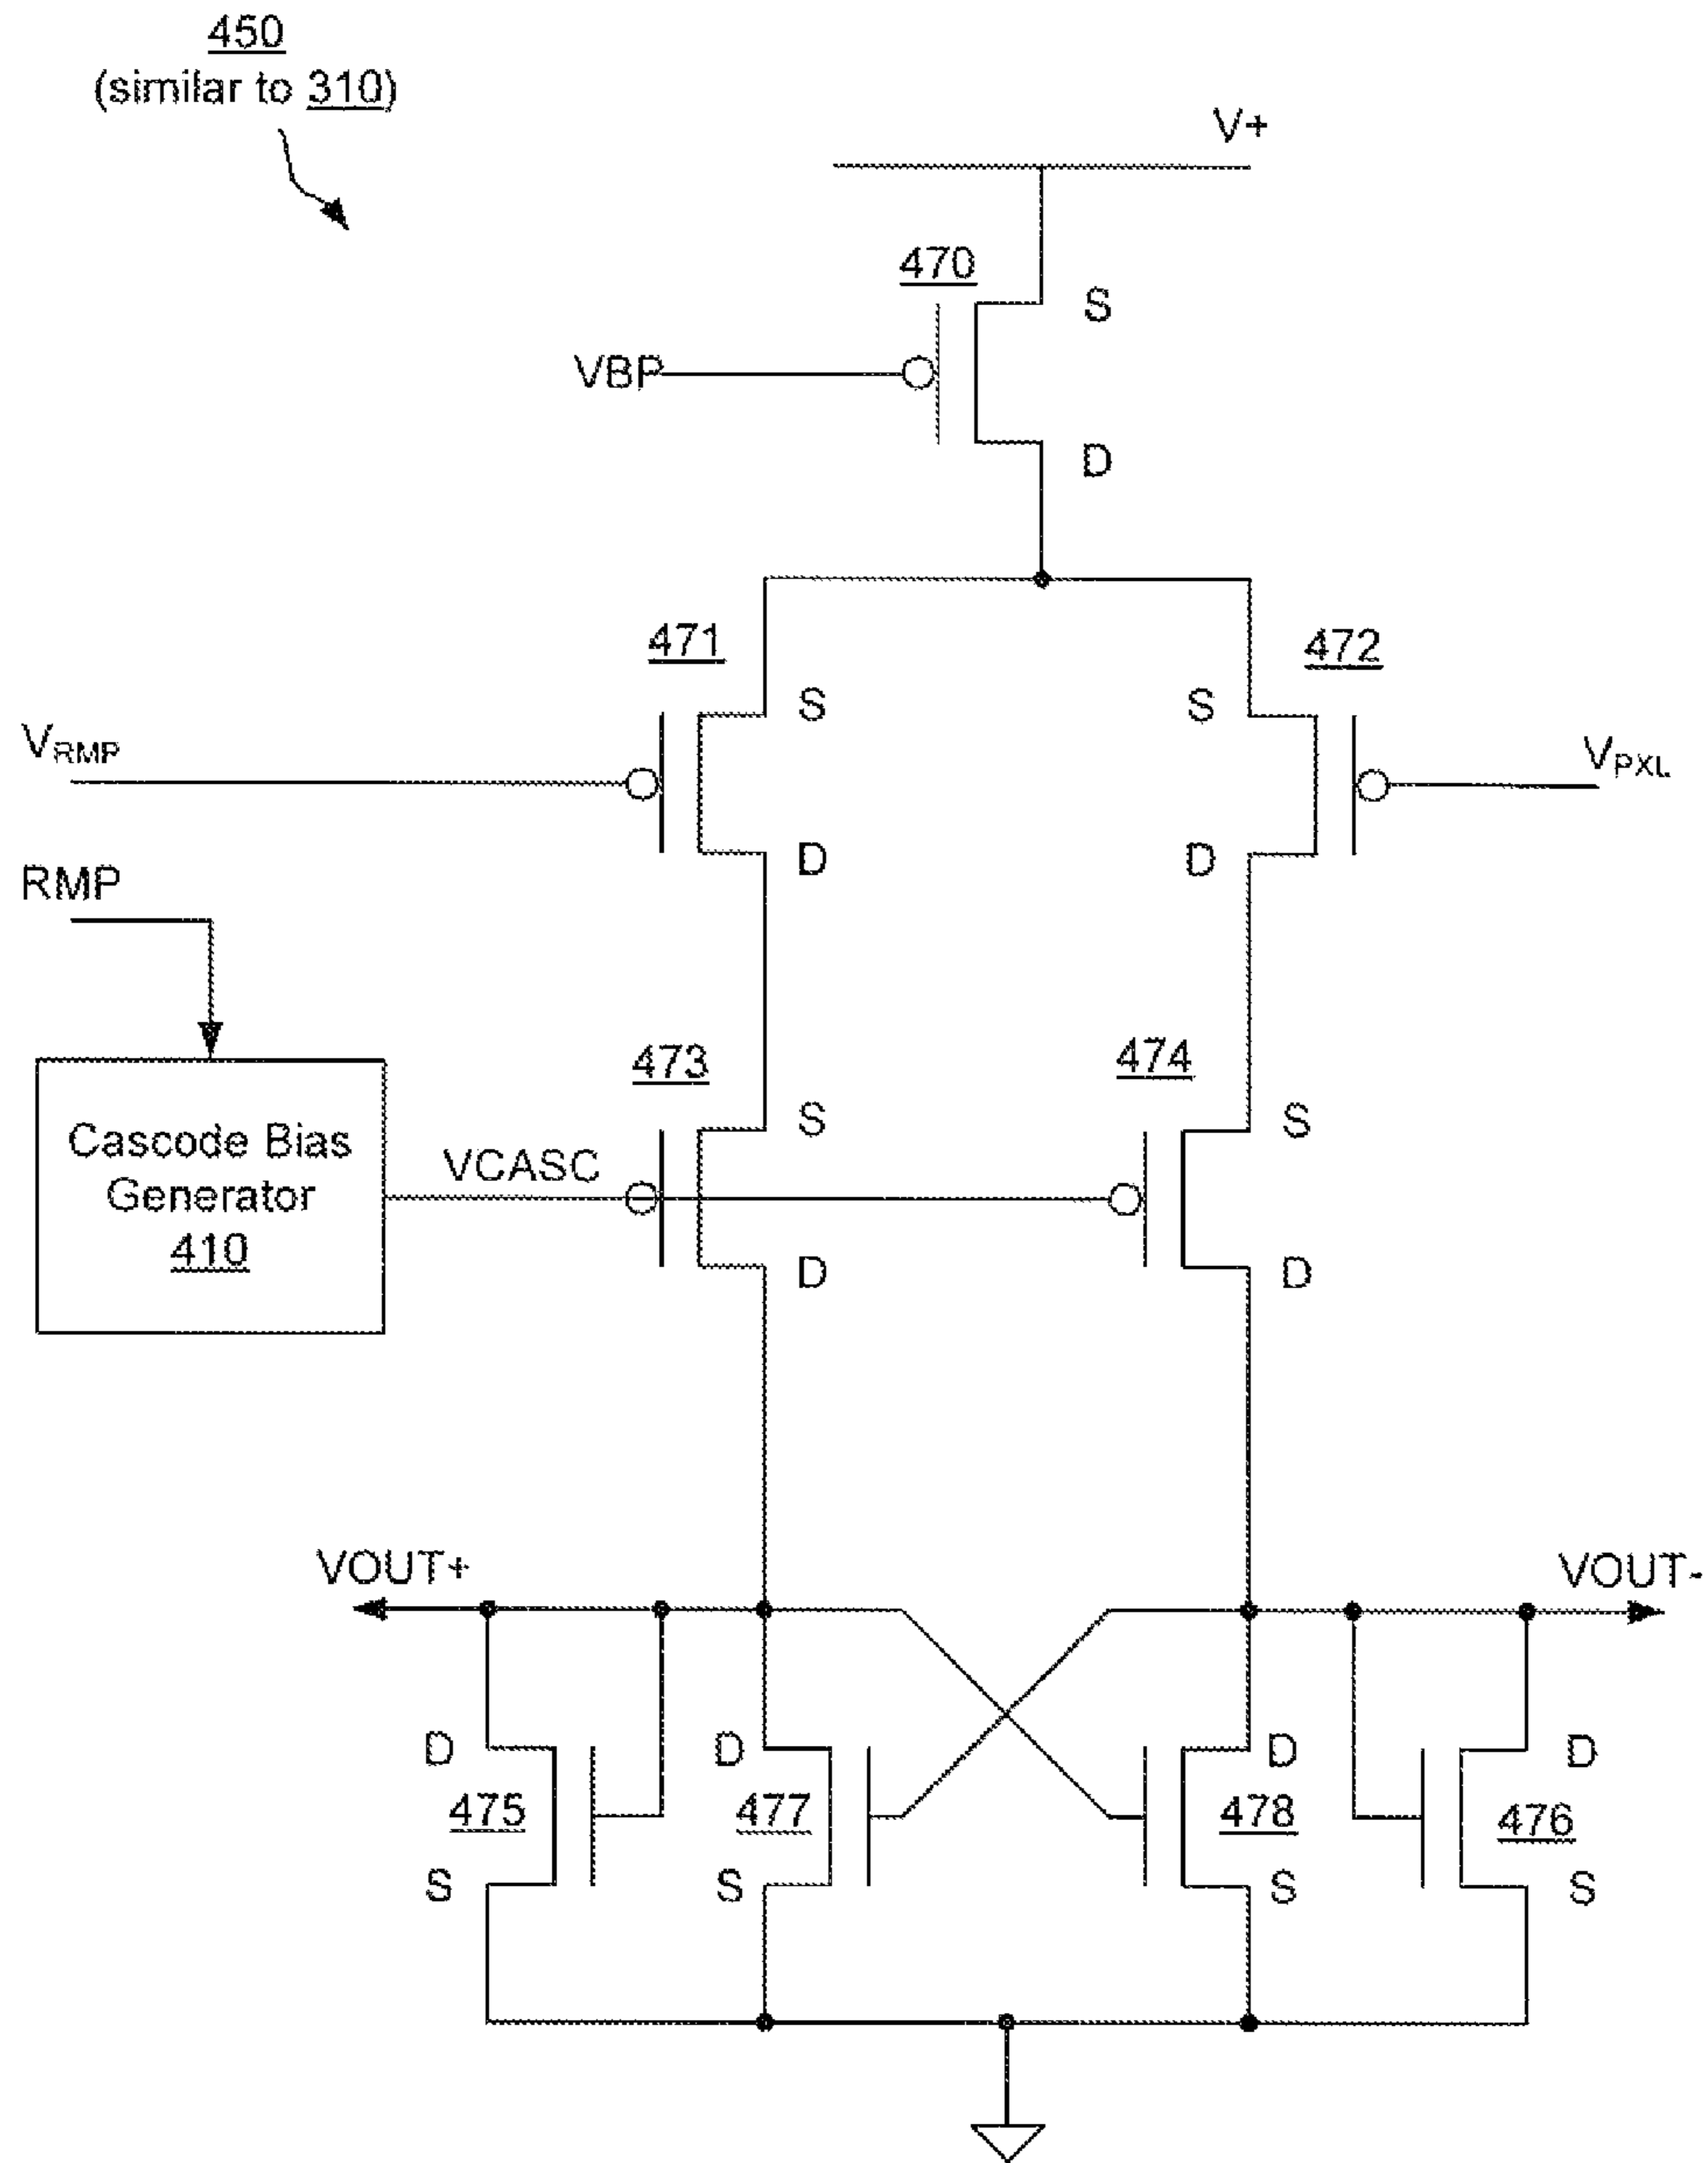 450
(similar to 310)
V+
470
S
VBP
D
471
472
S
S
VRMP
VPXL
D
D
RMP
473
474
S
S
Cascode Bias
Generator
410
VCASC
D
D
VOUT+
VOUT-
D
D
D
D
475
477
478
476
S
S
S
S